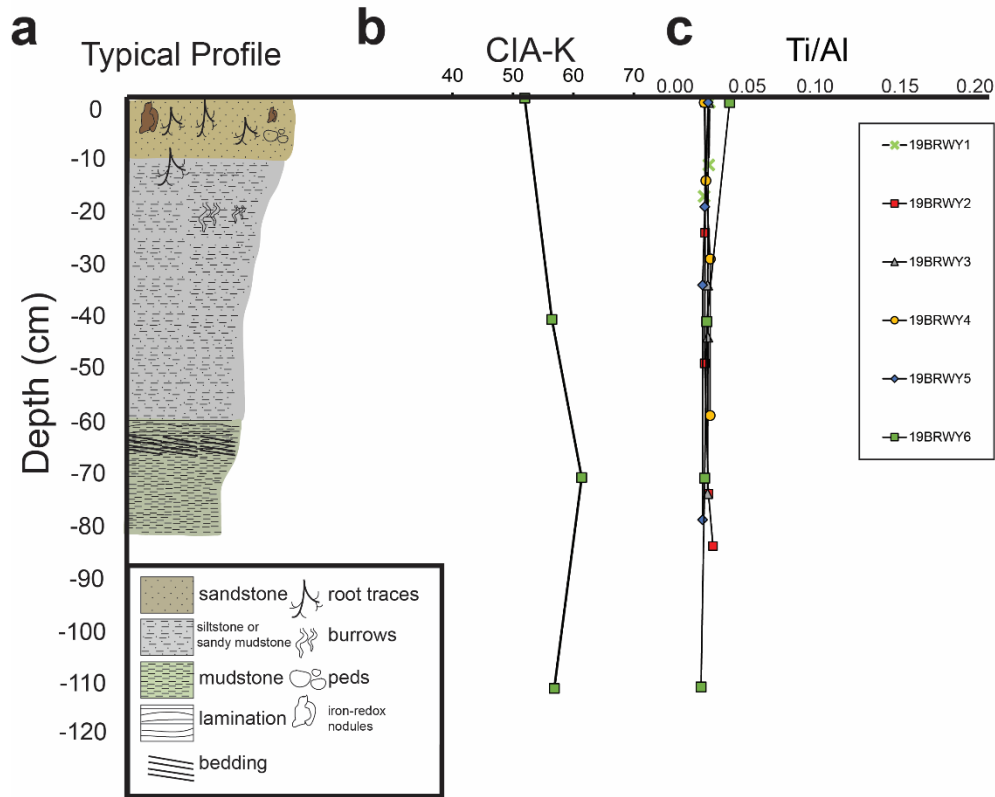 a
Typical Profile
b
CIA-K
40 50 60 70
c
Ti/Al
0.00 0.05 0.10 0.15 0.20
Depth (cm)
0
-10
-20
-30
-40
-50
-60
-70
-80
-90
-100
-110
-120
sandstone
root traces
siltstone or
sandy mudstone
burrows
mudstone
peds
lamination
iron-redox
nodules
bedding
19BRWY1
19BRWY2
19BRWY3
19BRWY4
19BRWY5
19BRWY6